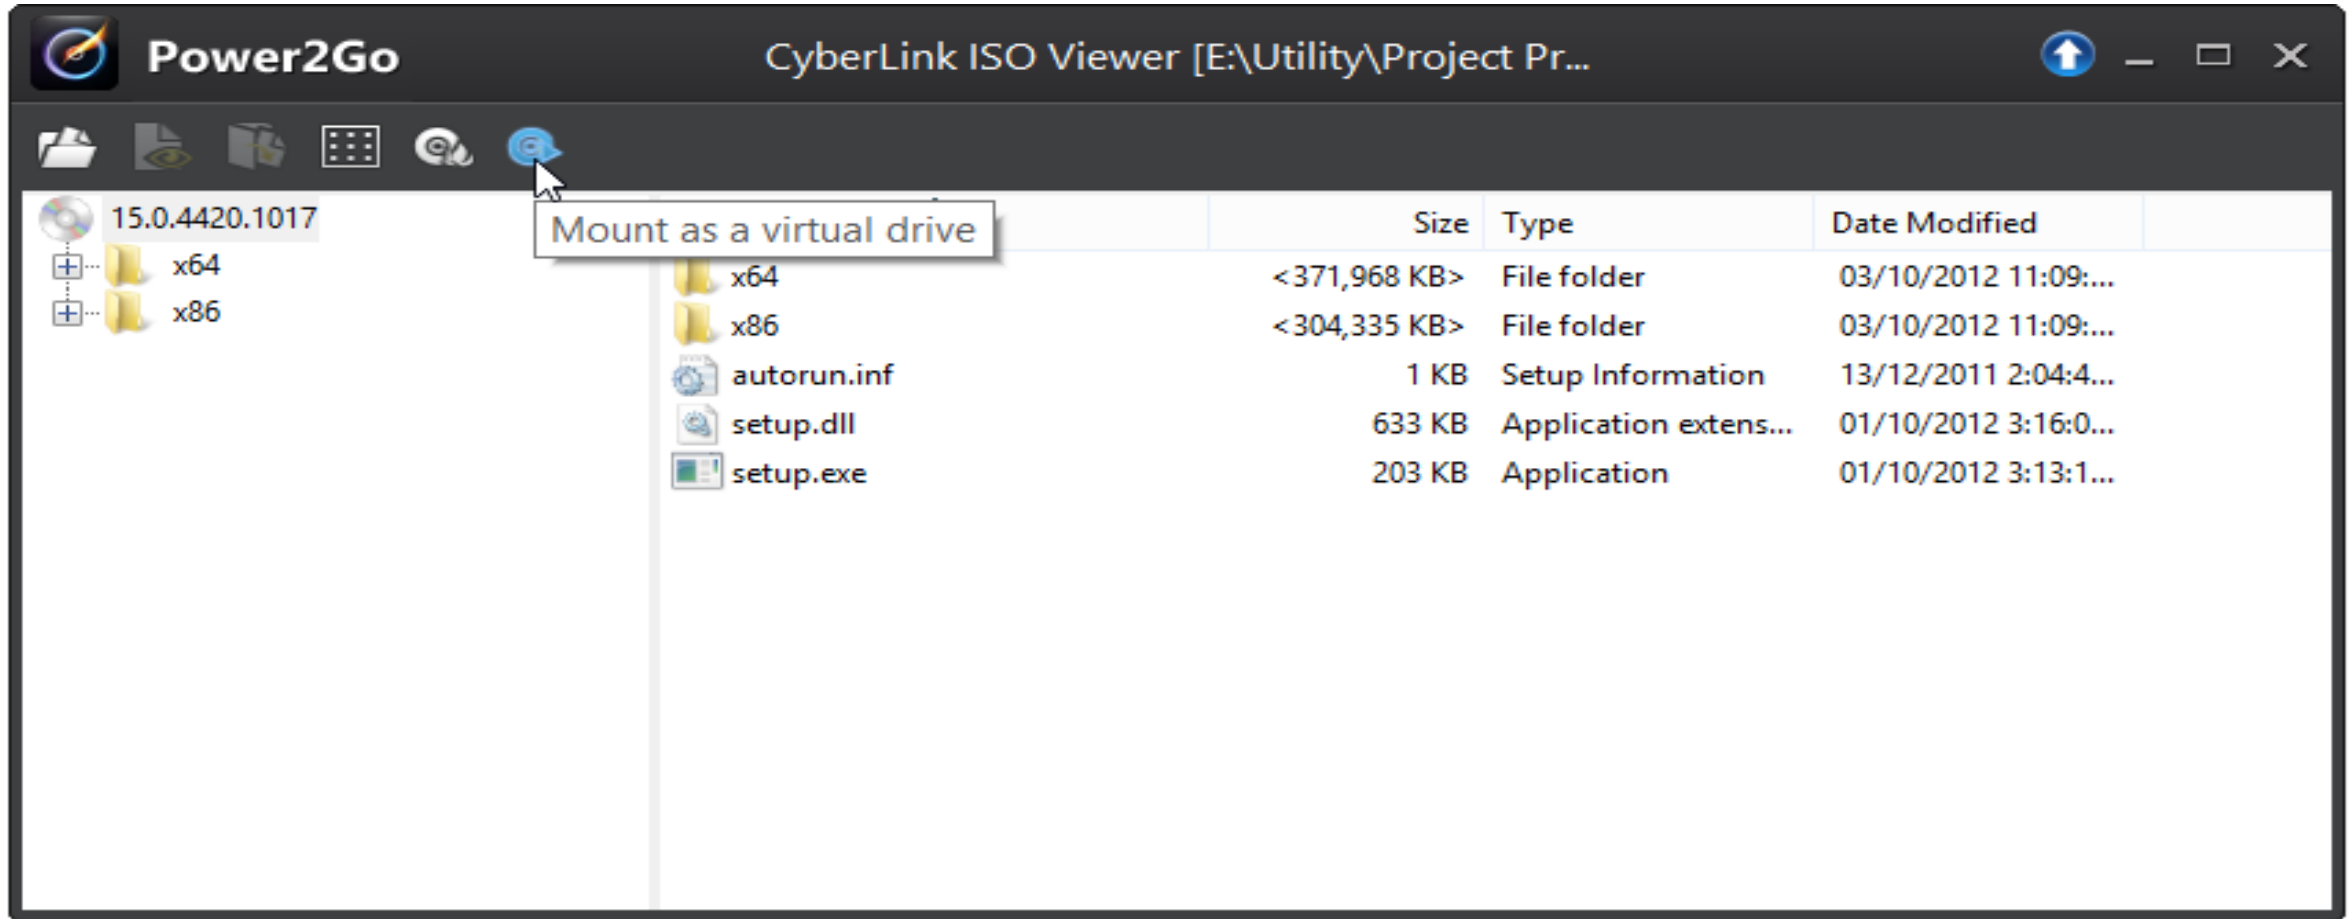 Power2Go CyberLink ISO Viewer [E:\Utility\Project Pr...
15.0.4420.1017
x64
x86
Mount as a virtual drive
Size Type Date Modified
x64 <371,968 KB> File folder 03/10/2012 11:09:...
x86 <304,335 KB> File folder 03/10/2012 11:09:...
autorun.inf 1 KB Setup Information 13/12/2011 2:04:4...
setup.dll 633 KB Application extens... 01/10/2012 3:16:0...
setup.exe 203 KB Application 01/10/2012 3:13:1...